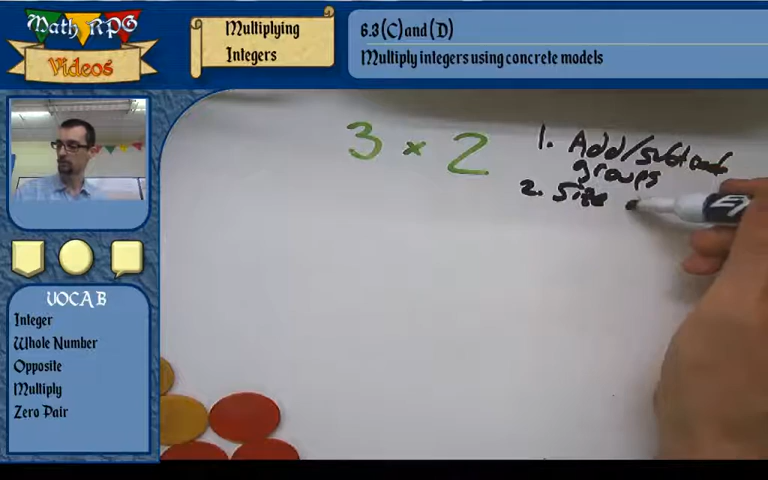 Math RPG
Videos
Multiplying
Integers
6.3(C)and(D)
Multiply integers using concrete models
3 × 2
1. Add/subtract
groups
2. Size
VOCAB
Integer
Whole Number
Opposite
Multiply
Zero Pair